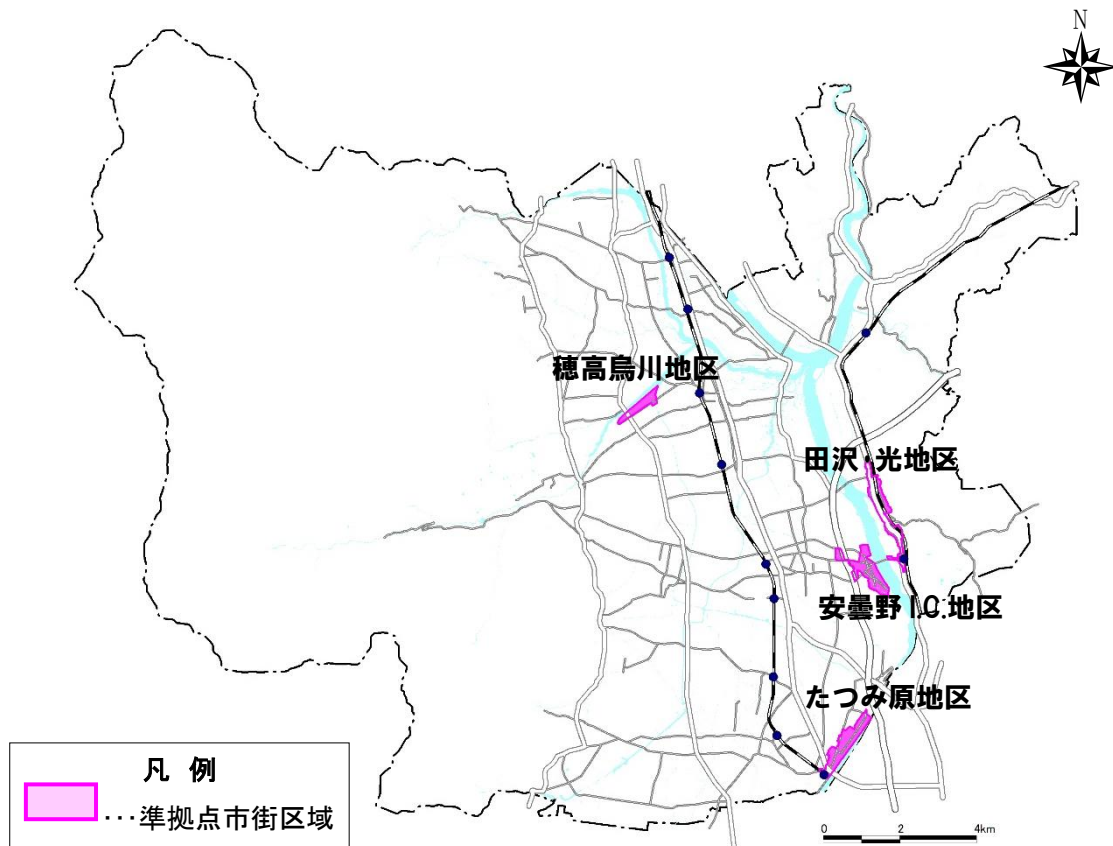 N
穂高烏川地区
田沢 光地区
安曇野I.C.地区
たつみ原地区
凡 例
…準拠点市街区域
0 2 4km